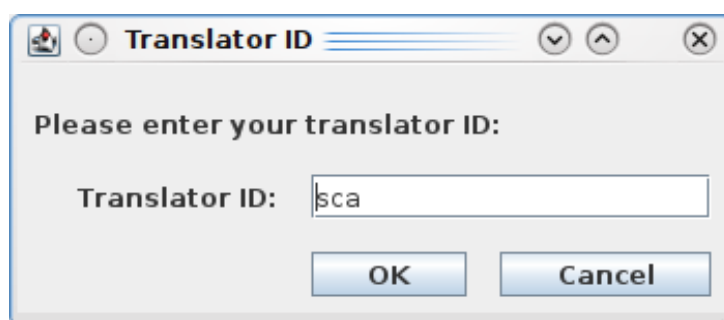 Translator ID
Please enter your translator ID:
Translator ID: sca
OK Cancel